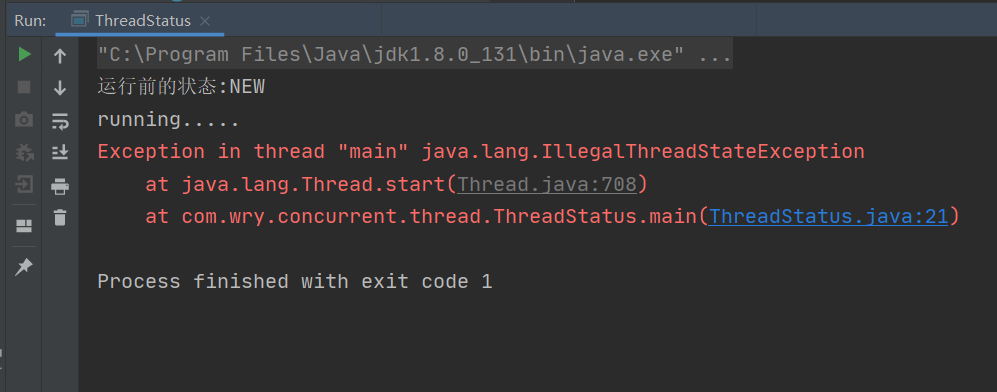 Run: ThreadStatus
"C:\Program Files\Java\jdk1.8.0_131\bin\java.exe" ...
运行前的状态:NEW
running.....
Exception in thread "main" java.lang.IllegalThreadStateException
    at java.lang.Thread.start(Thread.java:708)
    at com.wry.concurrent.thread.ThreadStatus.main(ThreadStatus.java:21)
Process finished with exit code 1